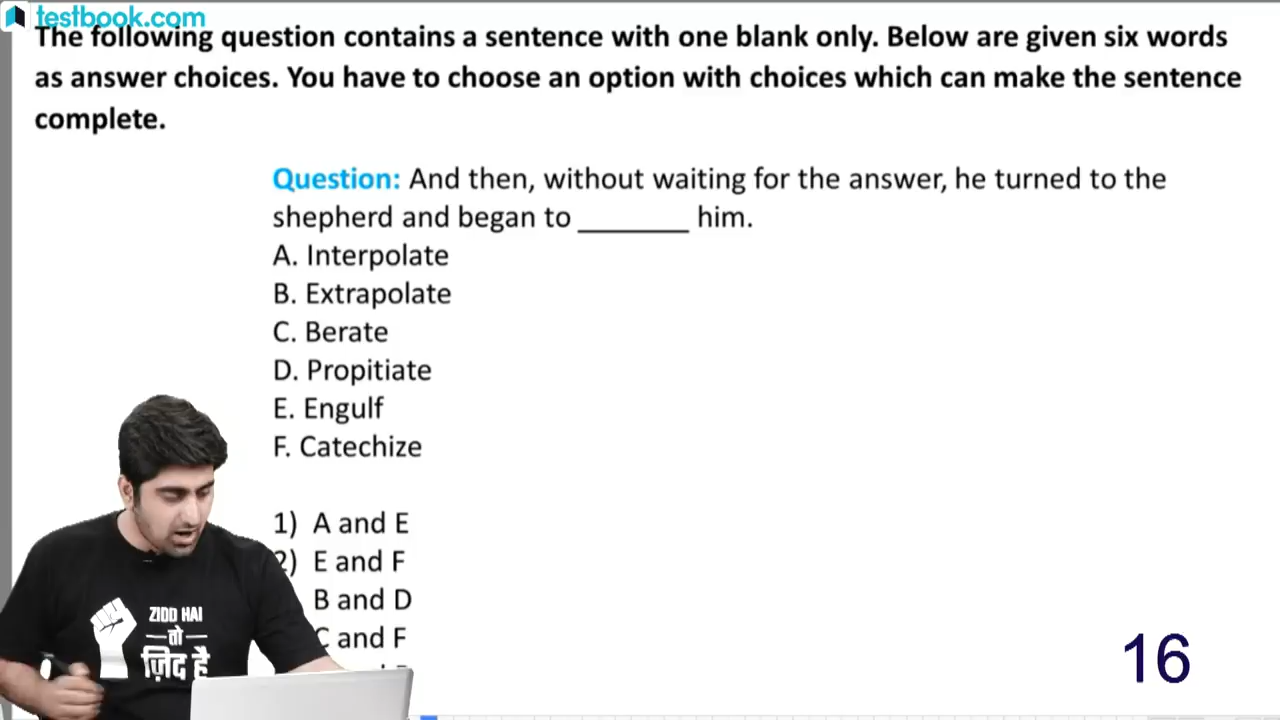 testbook.com
The following question contains a sentence with one blank only. Below are given six words
as answer choices. You have to choose an option with choices which can make the sentence
complete.
Question: And then, without waiting for the answer, he turned to the
shepherd and began to ________ him.
A. Interpolate
B. Extrapolate
C. Berate
D. Propitiate
E. Engulf
F. Catechize
1) A and E
2) E and F
B and D
C and F
ZIDD HAI
तो
ज़िद है
16